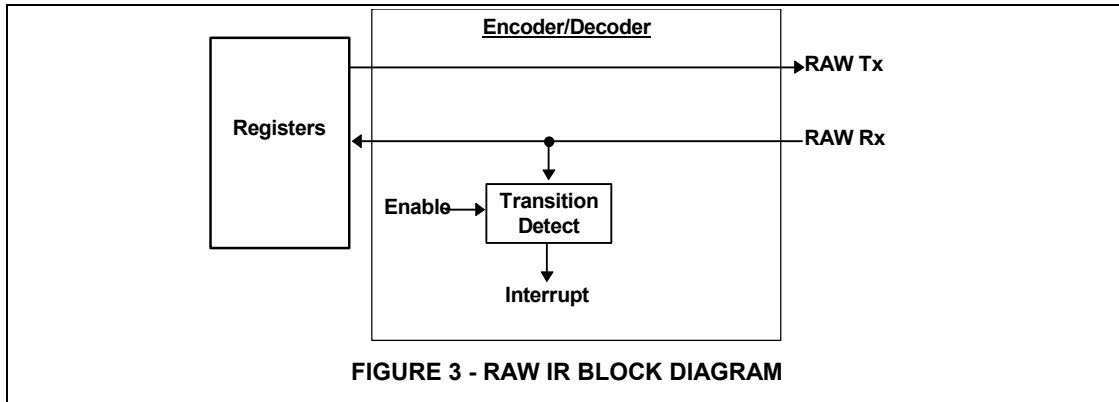 Encoder/Decoder
RAW Tx
Registers
RAW Rx
Enable
Transition
Detect
Interrupt
FIGURE 3 - RAW IR BLOCK DIAGRAM